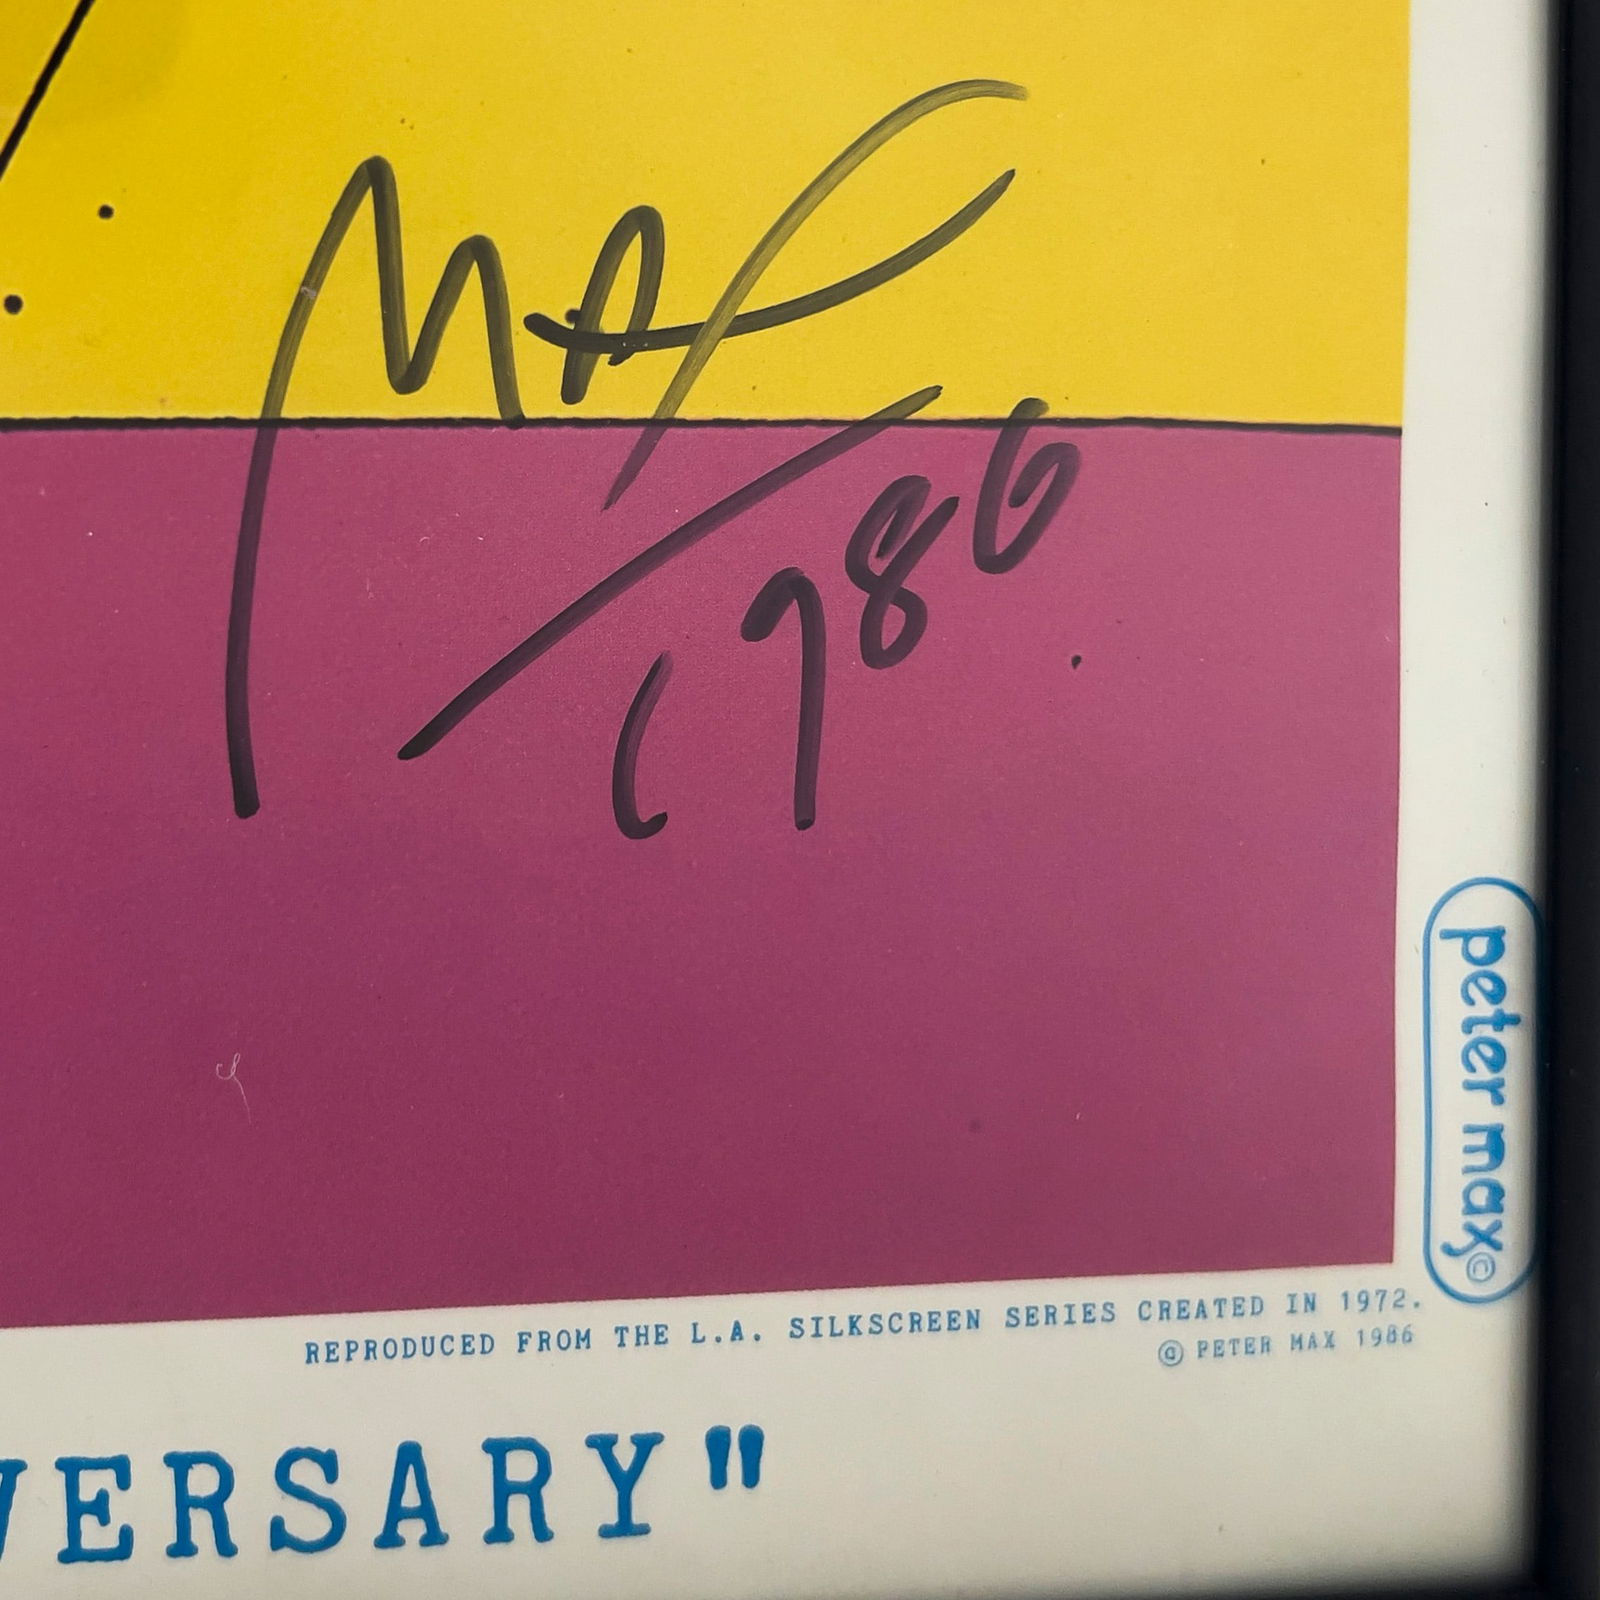 MAX
1986
peter max©
REPRODUCED FROM THE L.A. SILKSCREEN SERIES CREATED IN 1972.
© PETER MAX 1986
VERSARY"